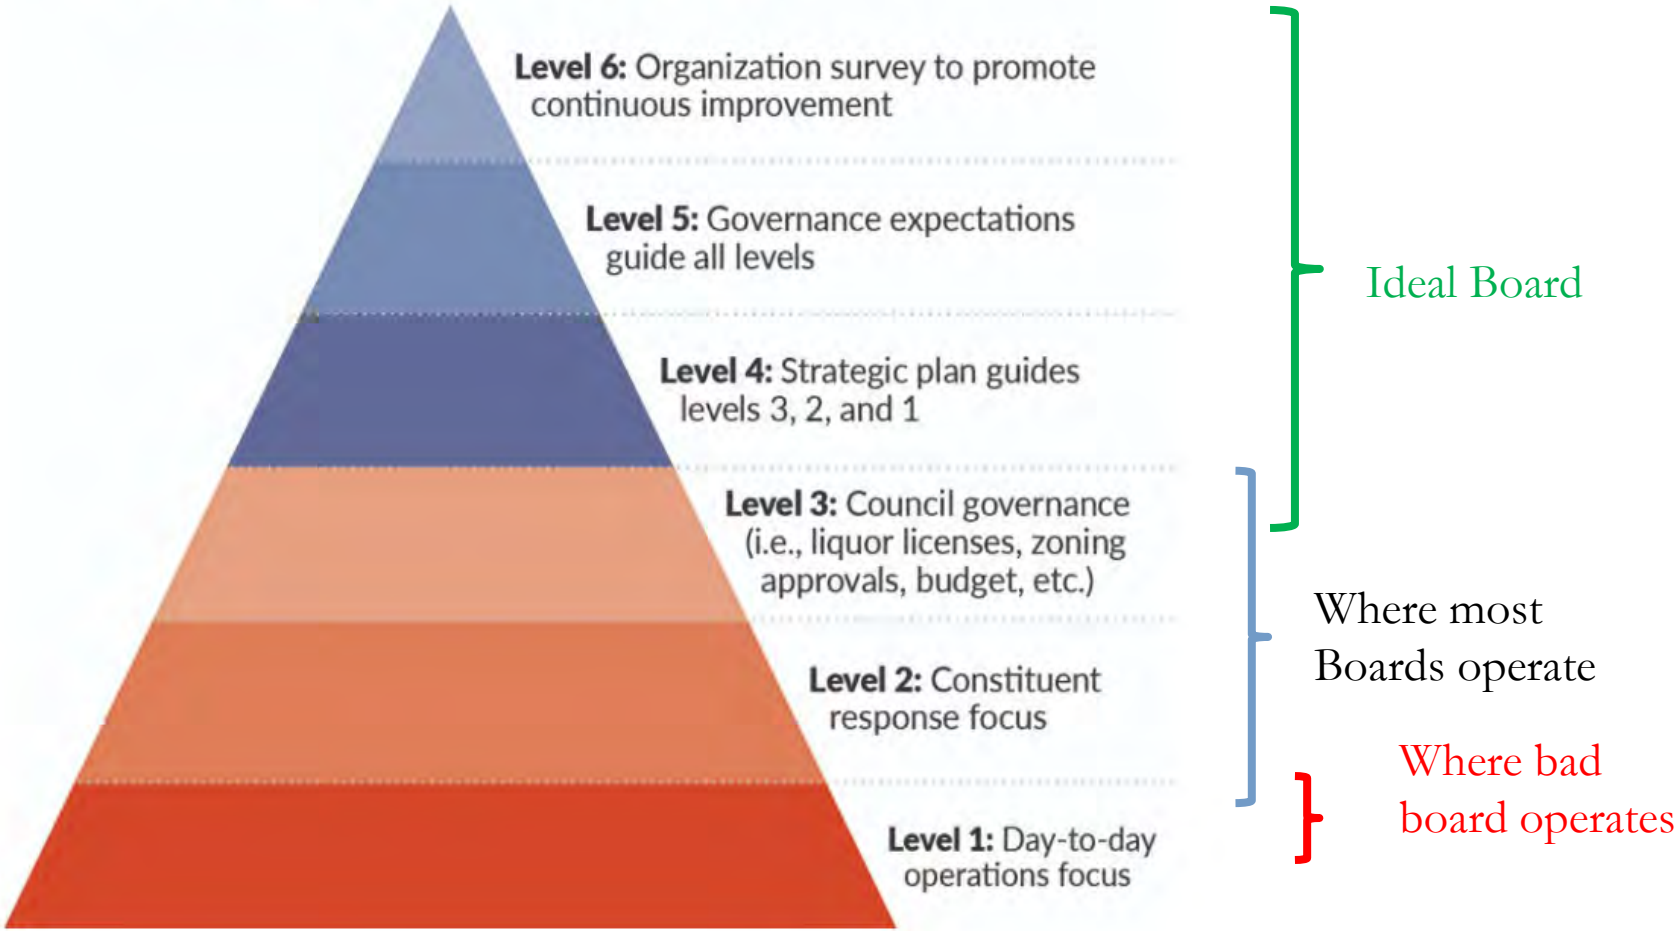 Level 6: Organization survey to promote
continuous improvement
Level 5: Governance expectations
guide all levels
Ideal Board
Level 4: Strategic plan guides
levels 3, 2, and 1
Level 3: Council governance
(i.e., liquor licenses, zoning
approvals, budget, etc.)
Where most
Boards operate
Level 2: Constituent
response focus
Where bad
board operates
Level 1: Day-to-day
operations focus